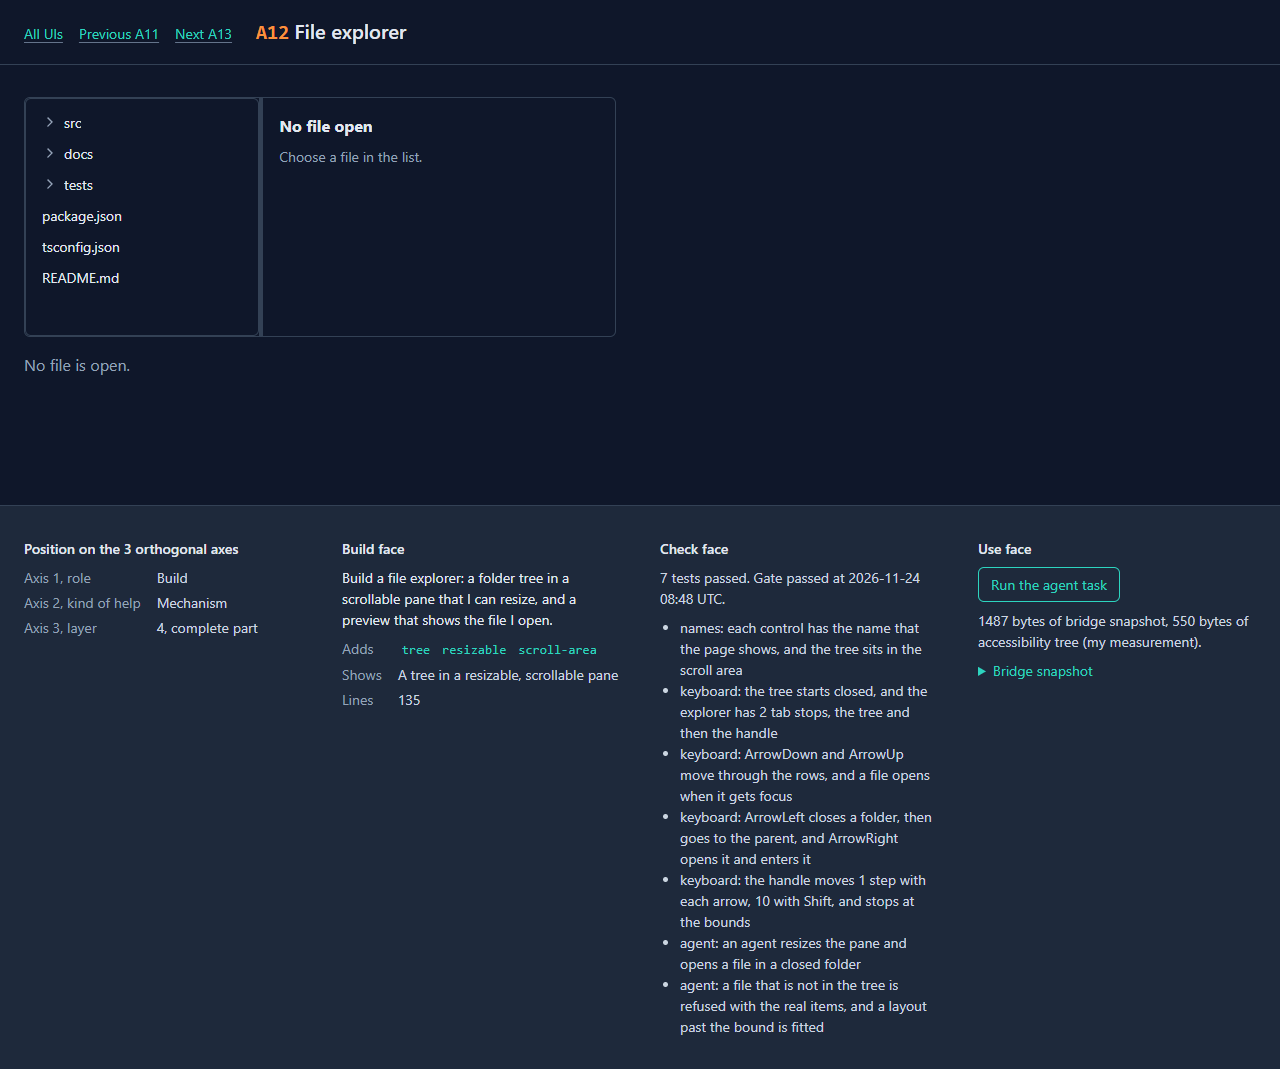 All UIs Previous A11 Next A13 A12 File explorer
src
docs
tests
package.json
tsconfig.json
README.md
No file open
Choose a file in the list.
No file is open.
Position on the 3 orthogonal axes
Axis 1, role Build
Axis 2, kind of help Mechanism
Axis 3, layer 4, complete part
Build face
Build a file explorer: a folder tree in a
scrollable pane that I can resize, and a
preview that shows the file I open.
Adds tree resizable scroll-area
Shows A tree in a resizable, scrollable pane
Lines 135
Check face
7 tests passed. Gate passed at 2026-11-24
08:48 UTC.
names: each control has the name that
the page shows, and the tree sits in the
scroll area
keyboard: the tree starts closed, and the
explorer has 2 tab stops, the tree and
then the handle
keyboard: ArrowDown and ArrowUp
move through the rows, and a file opens
when it gets focus
keyboard: ArrowLeft closes a folder, then
goes to the parent, and ArrowRight
opens it and enters it
keyboard: the handle moves 1 step with
each arrow, 10 with Shift, and stops at
the bounds
agent: an agent resizes the pane and
opens a file in a closed folder
agent: a file that is not in the tree is
refused with the real items, and a layout
past the bound is fitted
Use face
Run the agent task
1487 bytes of bridge snapshot, 550 bytes of
accessibility tree (my measurement).
Bridge snapshot